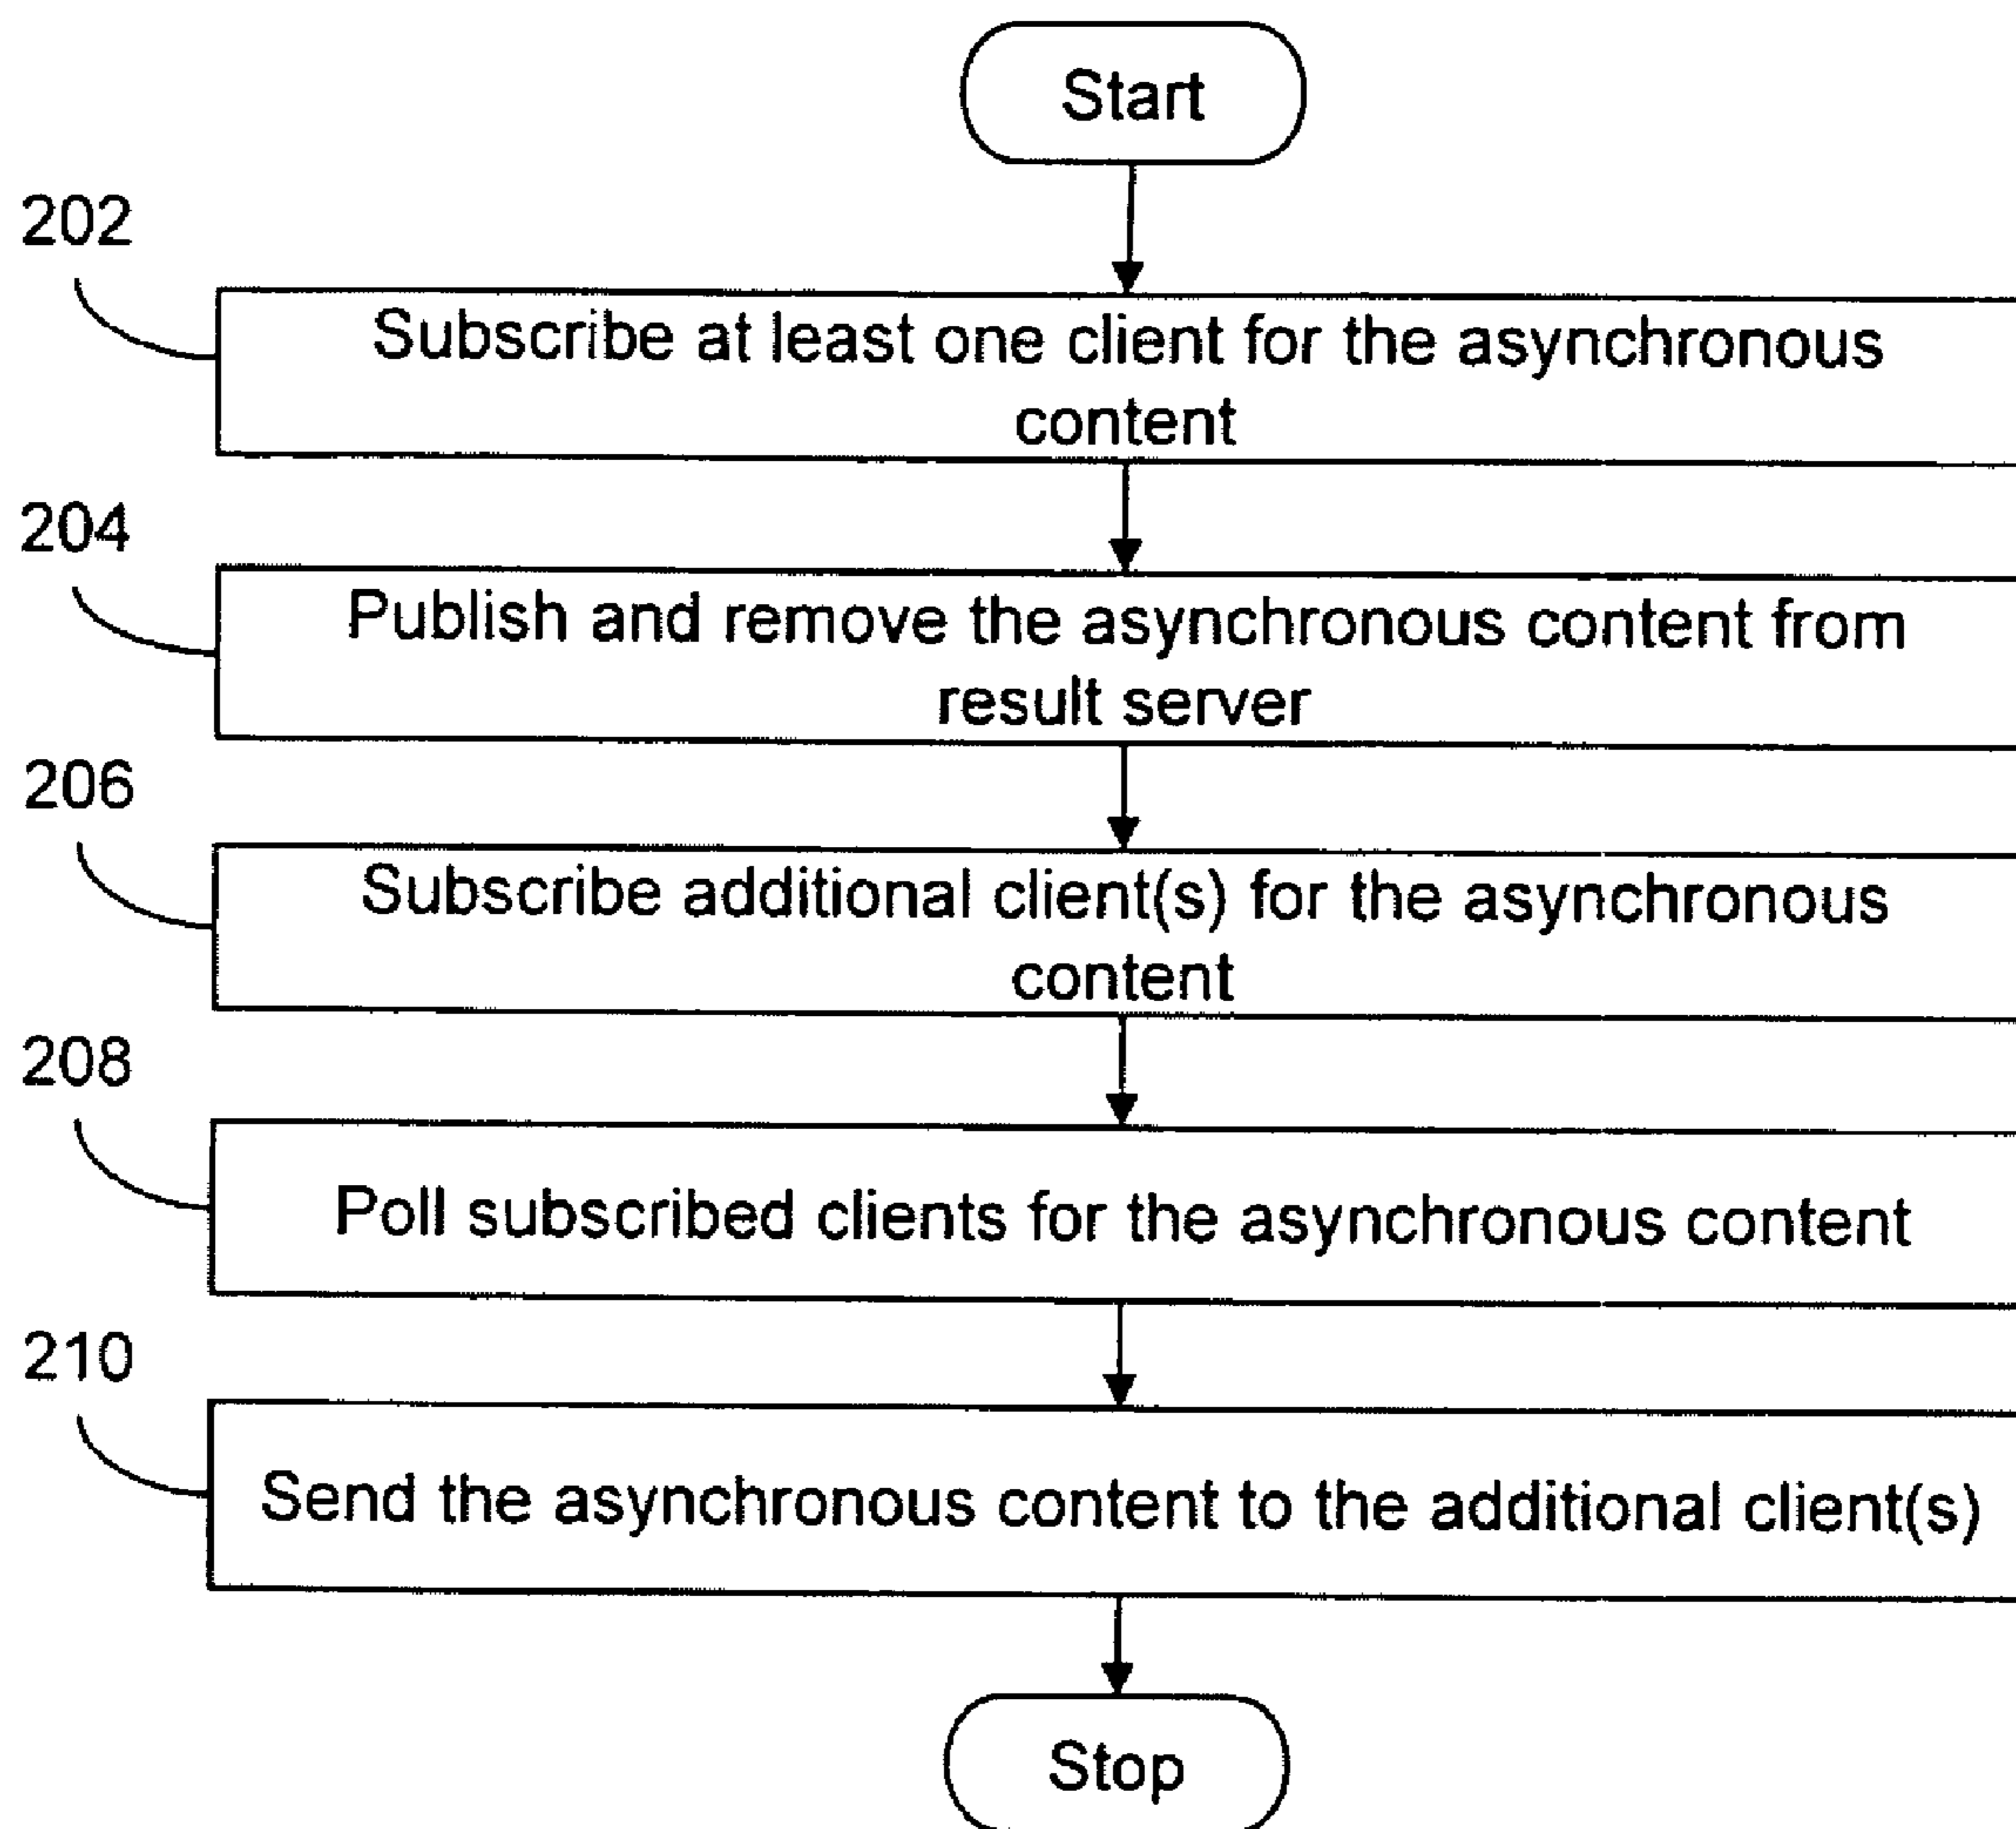 Start
202
Subscribe at least one client for the asynchronous
content
204
Publish and remove the asynchronous content from
result server
206
Subscribe additional client(s) for the asynchronous
content
208
Poll subscribed clients for the asynchronous content
210
Send the asynchronous content to the additional client(s)
Stop